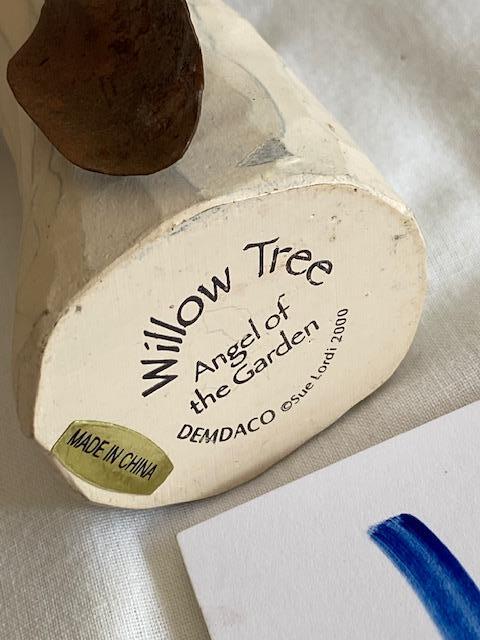 Willow Tree
Angel of
the Garden
DEMDACO ©Sue Lordi 2000
MADE IN CHINA